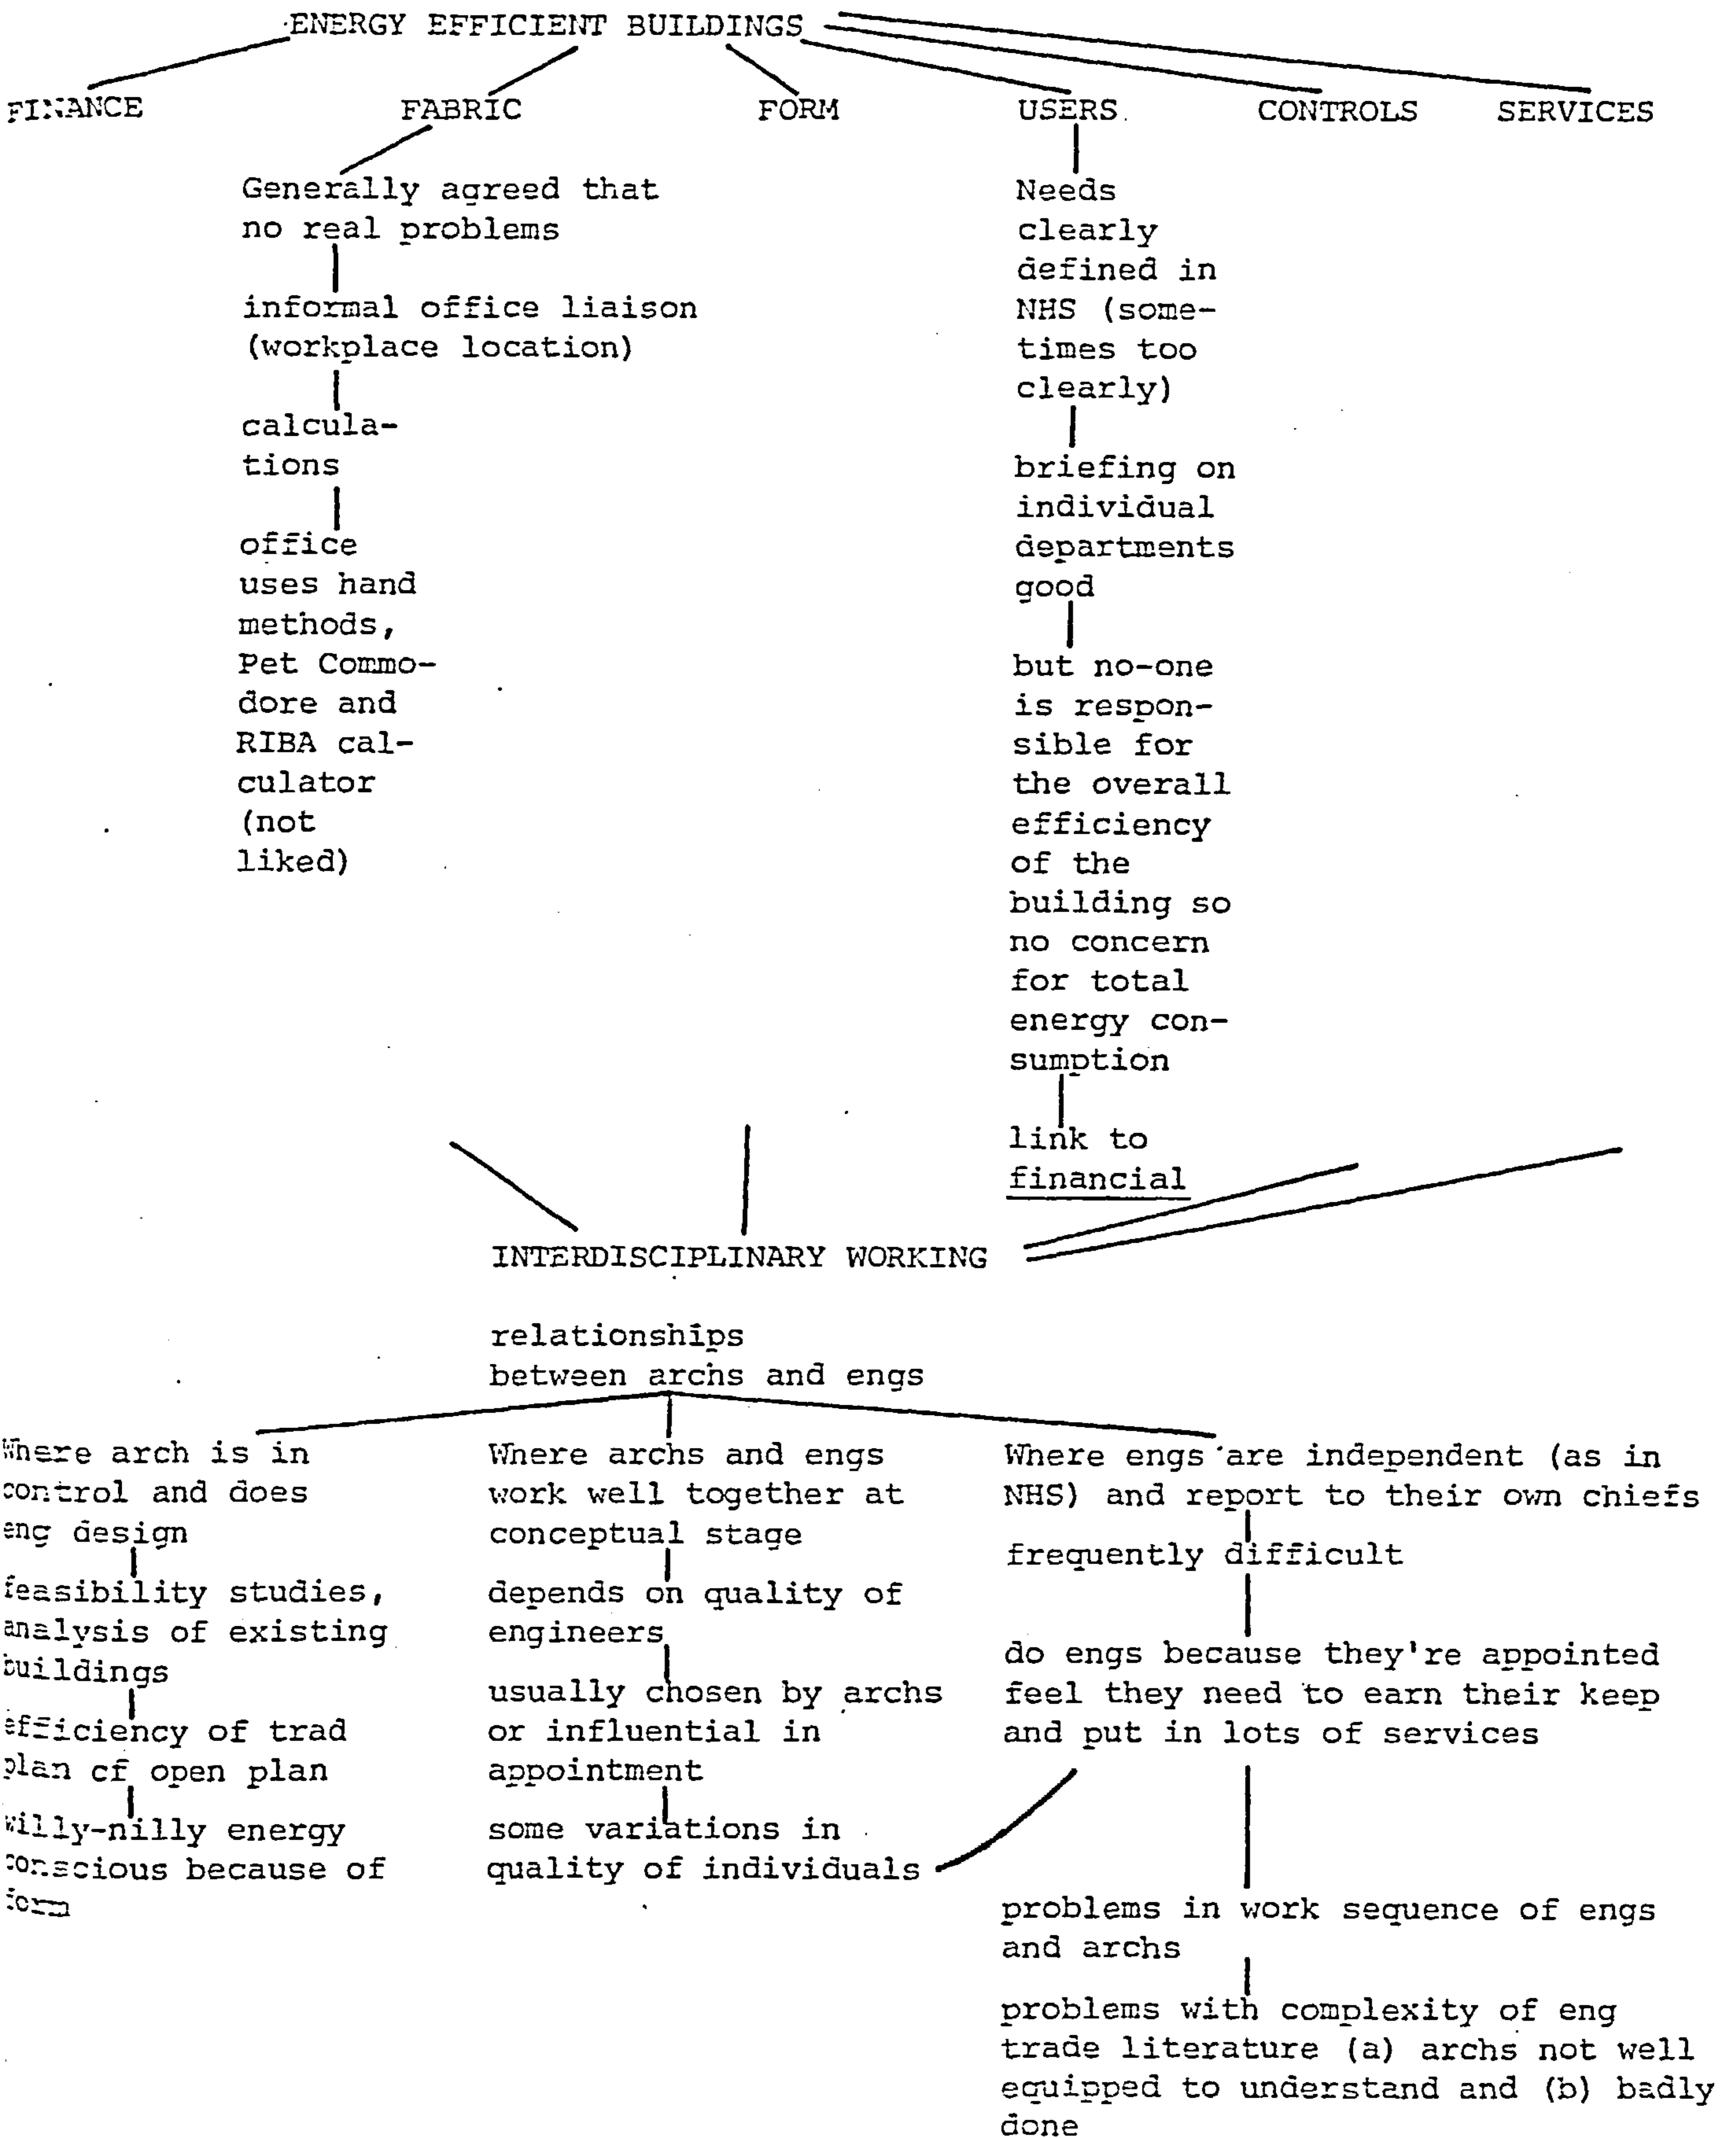 ENERGY EFFICIENT BUILDINGS
FINANCE FABRIC FORM USERS CONTROLS SERVICES
Generally agreed that
no real problems
informal office liaison
(workplace location)
calcula-
tions
office
uses hand
methods,
Pet Commo-
dore and
RIBA cal-
culator
(not
liked)
Needs
clearly
defined in
NHS (some-
times too
clearly)
briefing on
individual
departments
good
but no-one
is respon-
sible for
the overall
efficiency
of the
building so
no concern
for total
energy con-
sumption
link to
financial
INTERDISCIPLINARY WORKING
relationships
between archs and engs
Where arch is in
control and does
eng design
feasibility studies,
analysis of existing
buildings
efficiency of trad
plan cf open plan
willy-nilly energy
conscious because of
form
Where archs and engs
work well together at
conceptual stage
depends on quality of
engineers
usually chosen by archs
or influential in
appointment
some variations in
quality of individuals
Where engs are independent (as in
NHS) and report to their own chiefs
frequently difficult
do engs because they're appointed
feel they need to earn their keep
and put in lots of services
problems in work sequence of engs
and archs
problems with complexity of eng
trade literature (a) archs not well
equipped to understand and (b) badly
done